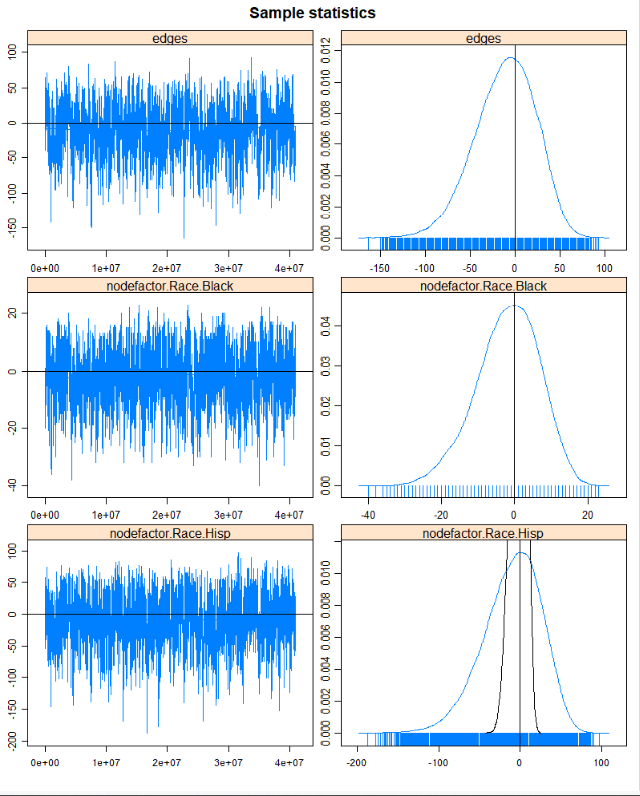 Sample statistics
edges
edges
100
50
0
-50
-100
-150
0e+00 1e+07 2e+07 3e+07 4e+07
0.012
0.010
0.008
0.006
0.004
0.002
0.000
-150 -100 -50 0 50 100
nodefactor.Race.Black
nodefactor.Race.Black
20
0
-20
-40
0e+00 1e+07 2e+07 3e+07 4e+07
0.04
0.03
0.02
0.01
0.00
-40 -20 0 20
nodefactor.Race.Hisp
nodefactor.Race.Hisp
100
50
0
-50
-100
-200
0e+00 1e+07 2e+07 3e+07 4e+07
0.010
0.008
0.006
0.004
0.002
0.000
-200 -100 0 100